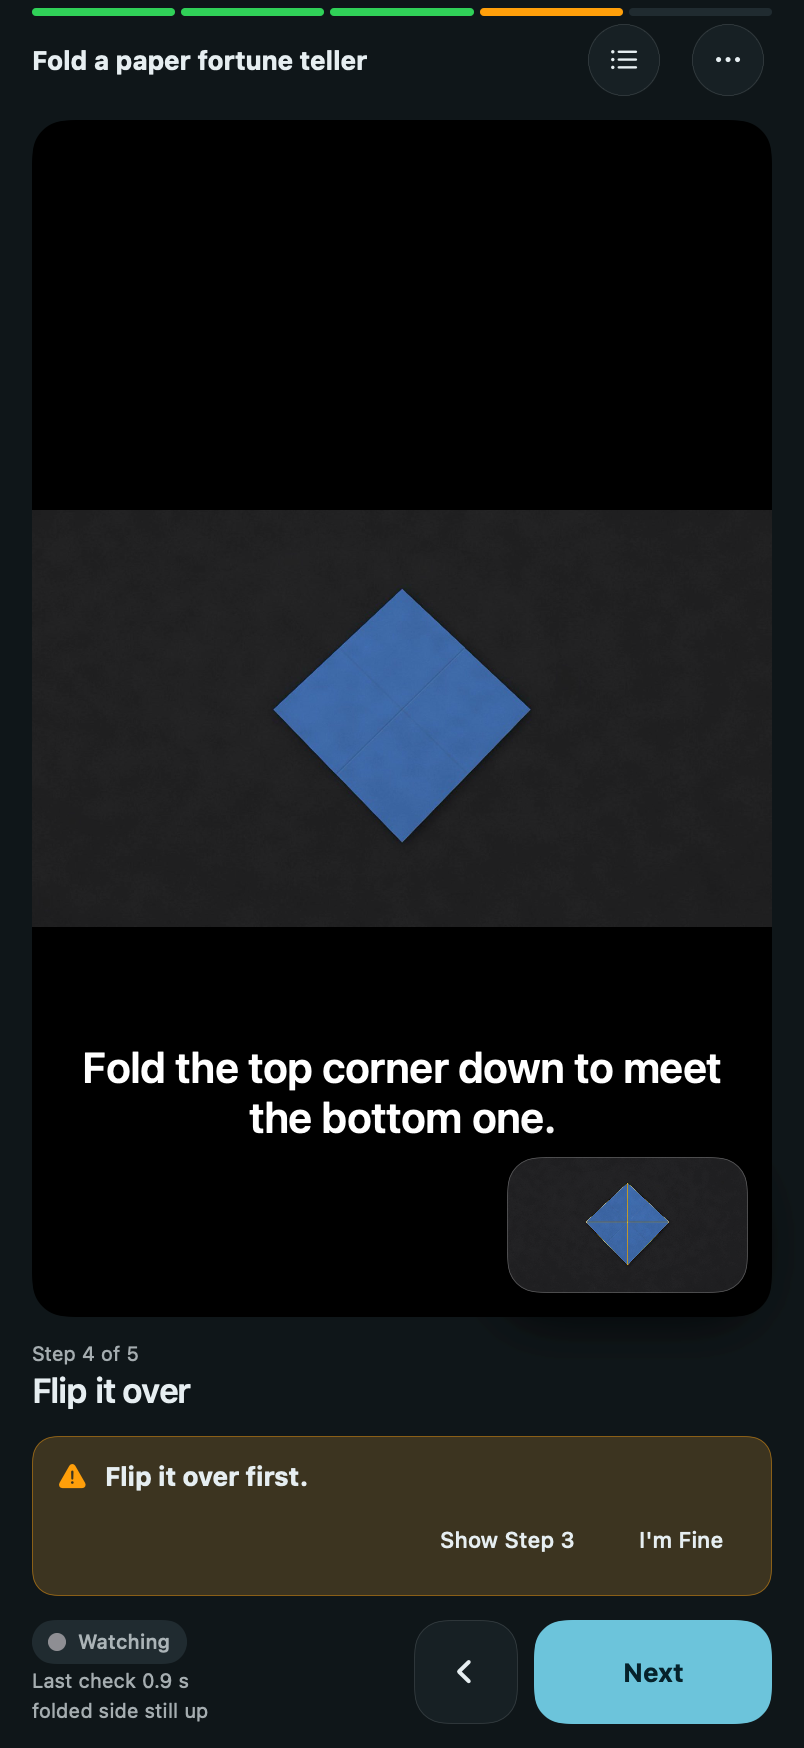 Fold a paper fortune teller
Fold the top corner down to meet
the bottom one.
Step 4 of 5
Flip it over
Flip it over first.
Show Step 3
I'm Fine
Watching
Last check 0.9 s
folded side still up
Next